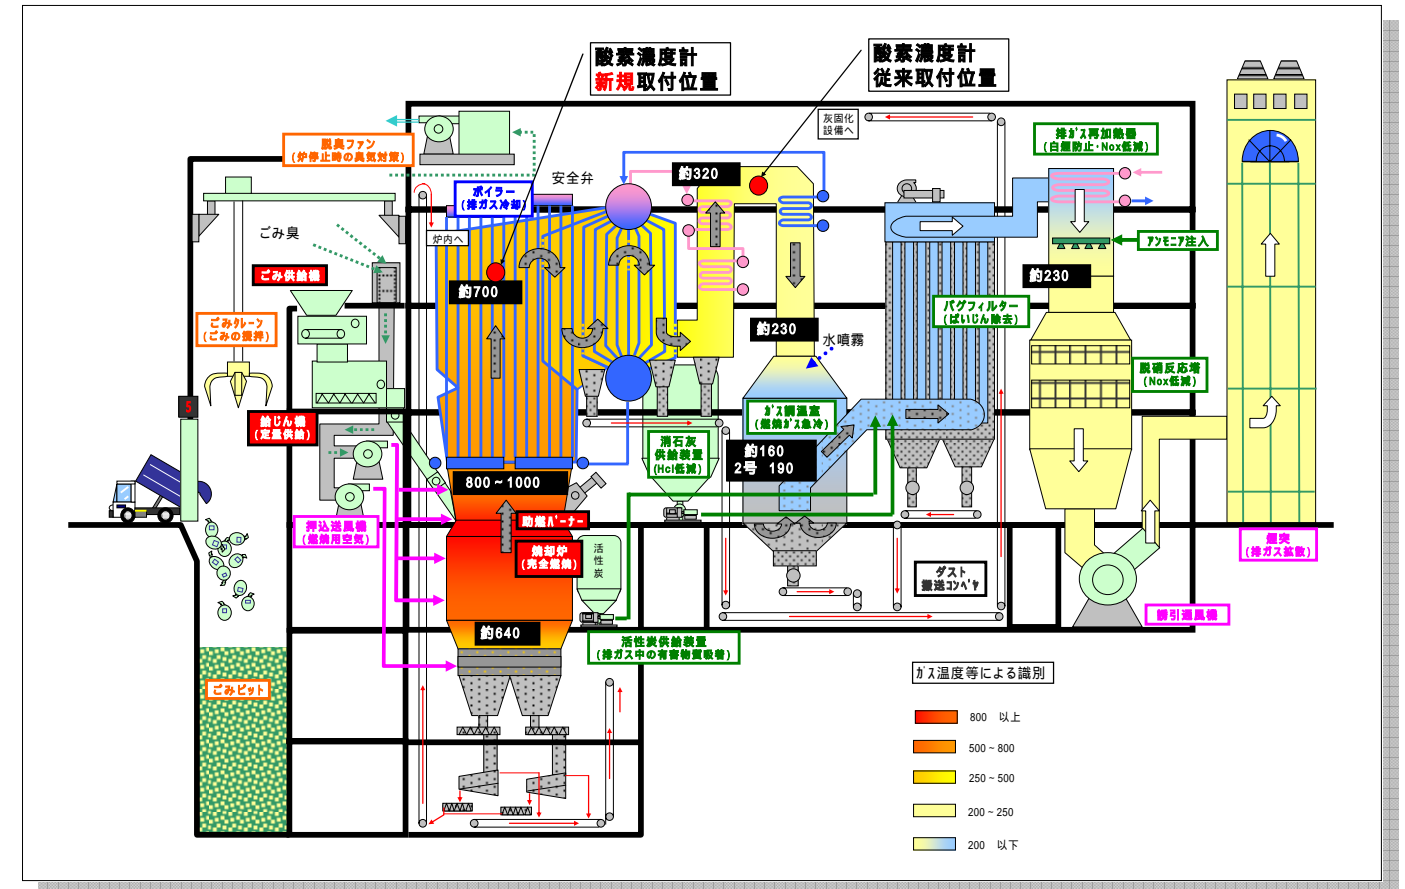 酸素濃度計
新規取付位置
酸素濃度計
従来取付位置
灰固化
設備へ
脱臭ファン
(炉停止時の臭気対策)
排ｶﾞｽ再加熱器
(白煙防止・Nox低減)
安全弁
約320
ボイラー
(排ガス冷却)
ごみ臭
炉内へ
アンモニア注入
ごみ供給機
約700
約230
ごみクレーン
(ごみの攪拌)
バグフィルター
(ばいじん除去)
約230
水噴霧
脱硝反応塔
(Nox低減)
S
給じん機
(定量供給)
ｶﾞｽ調温室
(燃焼ガス急冷)
消石灰
供給装置
(Hcl低減)
約160
2号 190
800～1000
押込送風機
(燃焼用空気)
助燃ﾊﾞｰﾅｰ
焼却炉
(完全燃焼)
活
性
炭
煙突
(排ガス拡散)
ダスト
搬送ｺﾝﾍﾞﾔ
誘引通風機
約640
活性炭供給装置
(排ガス中の有害物質吸着)
ごみピット
ｶﾞｽ温度等による識別
800 以上
500～800
250～500
200～250
200 以下